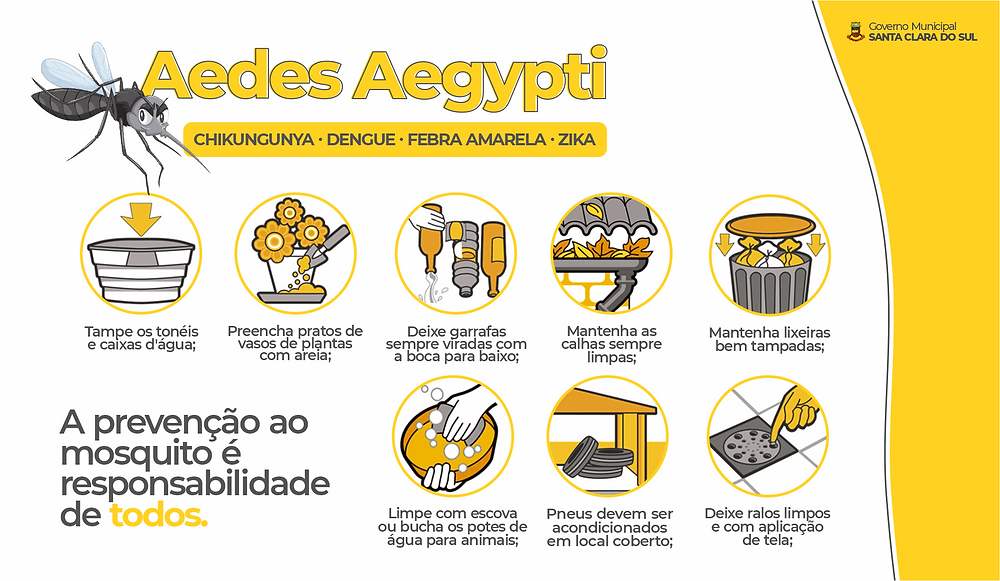 Governo Municipal
SANTA CLARA DO SUL
Aedes Aegypti
CHIKUNGUNYA · DENGUE · FEBRA AMARELA · ZIKA
Tampe os tonéis
e caixas d'água;
Preencha pratos de
vasos de plantas
com areia;
Deixe garrafas
sempre viradas com
a boca para baixo;
Mantenha as
calhas sempre
limpas;
Mantenha lixeiras
bem tampadas;
A prevenção ao
mosquito é
responsabilidade
de todos.
Limpe com escova
ou bucha os potes de
água para animais;
Pneus devem ser
acondicionados
em local coberto;
Deixe ralos limpos
e com aplicação
de tela;